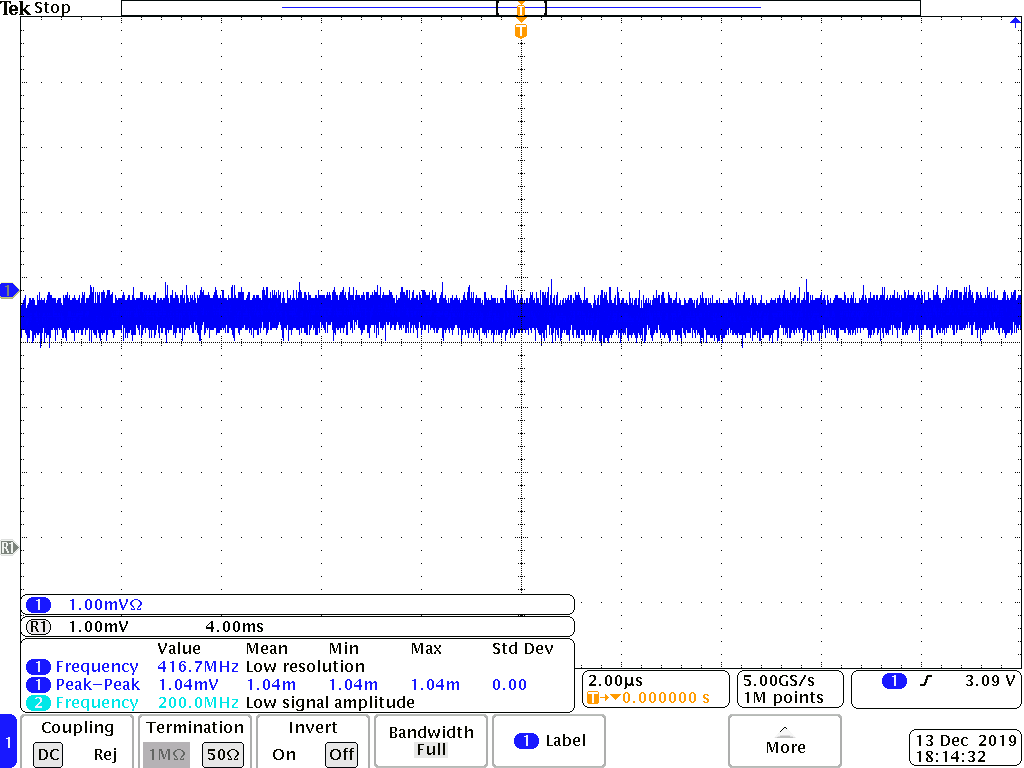 Tek Stop
T
T
1
R1
1 1.00mVΩ
R1 1.00mV 4.00ms
Value Mean Min Max Std Dev
1 Frequency 416.7MHz Low resolution
1 Peak-Peak 1.04mV 1.04m 1.04m 1.04m 0.00
2 Frequency 200.0MHz Low signal amplitude
2.00µs
T→▼0.000000 s
5.00GS/s
1M points
1 ƒ 3.09 V
1
Coupling
DC Rej
Termination
1MΩ 50Ω
Invert
On Off
Bandwidth
Full
1 Label
More
13 Dec 2019
18:14:32